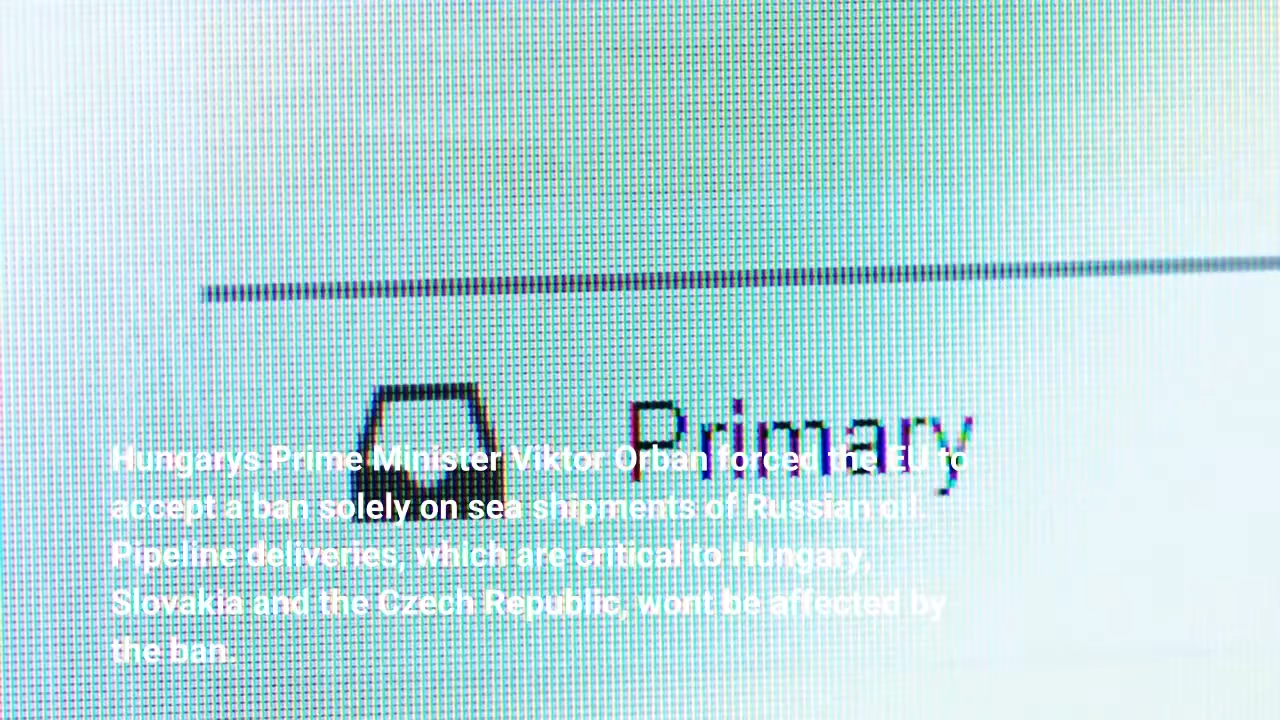 Primary
Hungarys Prime Minister Viktor Orban forced the EU to
accept a ban solely on sea shipments of Russian oil
Pipeline deliveries, which are critical to Hungary,
Slovakia and the Czech Republic, wont be affected by
the ban.